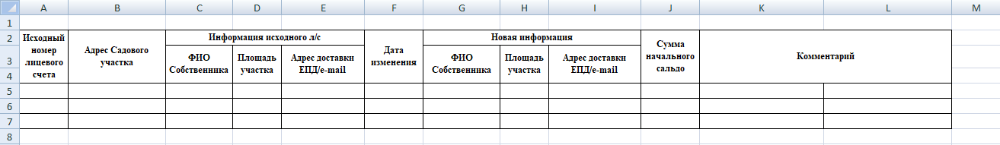 A B C D E F G H I J K L M
1
2
3
4
5
6
7
8
Исходный
номер
лицевого
счета
Адрес Садового
участка
Информация исходного л/с
ФИО
Собственника
Площадь
участка
Адрес доставки
ЕПД/e-mail
Дата
изменения
Новая информация
ФИО
Собственника
Площадь
участка
Адрес доставки
ЕПД/e-mail
Сумма
начального
сальдо
Комментарий